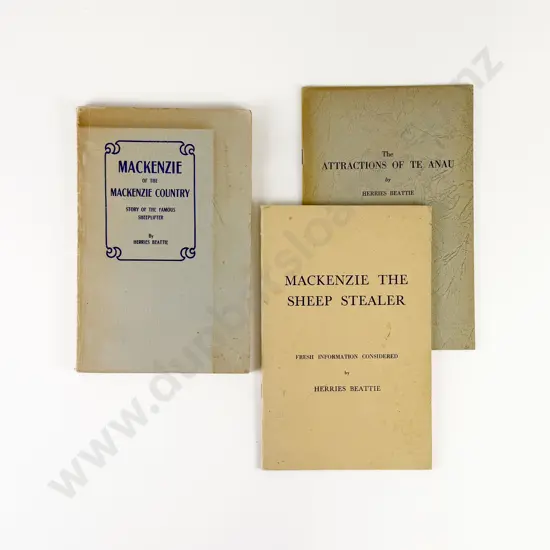 MACKENZIE
OF THE
MACKENZIE COUNTRY
STORY OF THE FAMOUS
SHEEPLIFTER
By
HERRIES BEATTIE
The
ATTRACTIONS OF TE ANAU
by
HERRIES BEATTIE
MACKENZIE THE
SHEEP STEALER
FRESH INFORMATION CONSIDERED
by
HERRIES BEATTIE